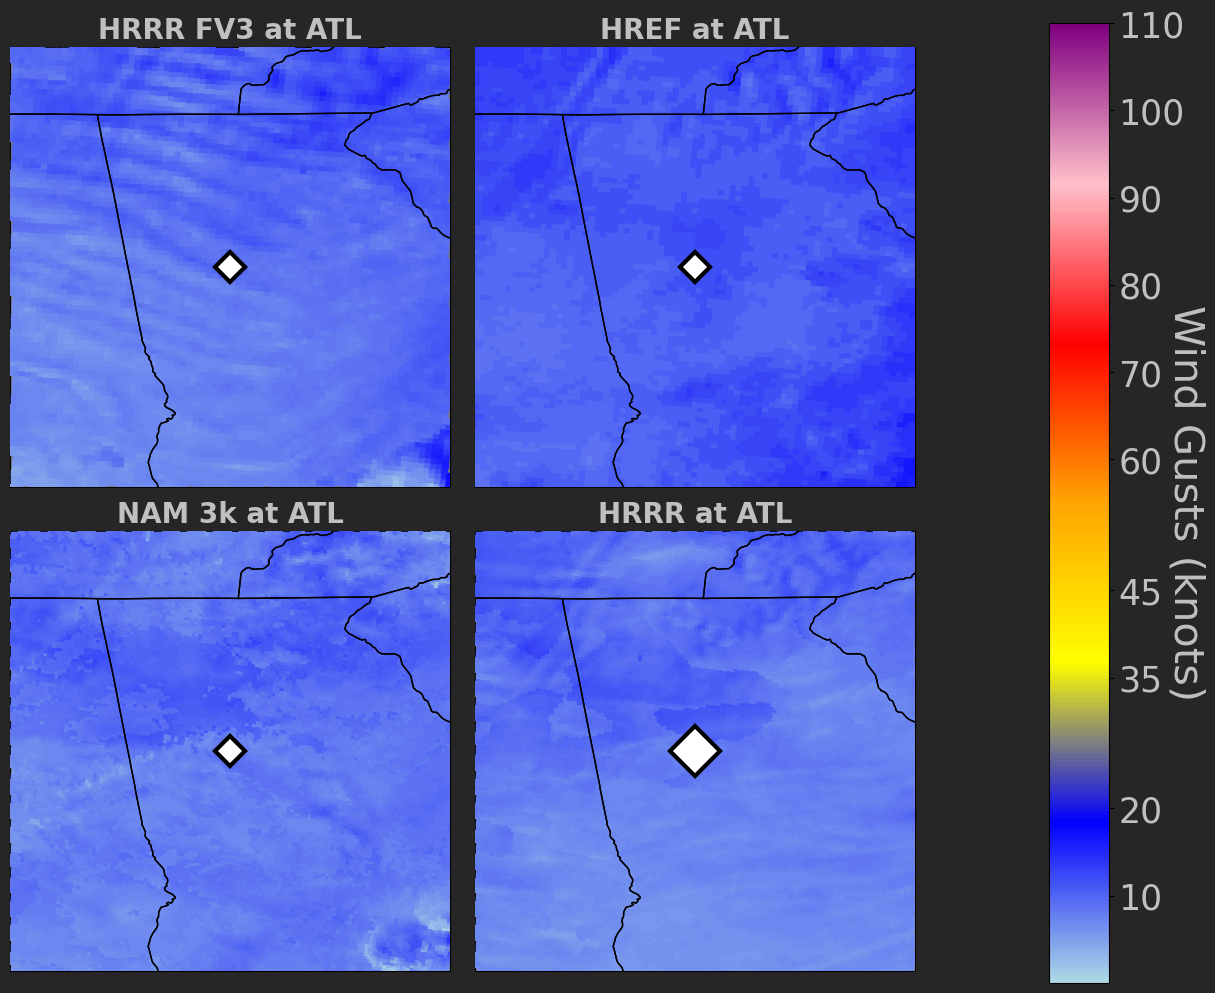 HRRR FV3 at ATL
HREF at ATL
NAM 3k at ATL
HRRR at ATL
110
100
90
80
70
60
45
35
20
10
Wind Gusts (knots)